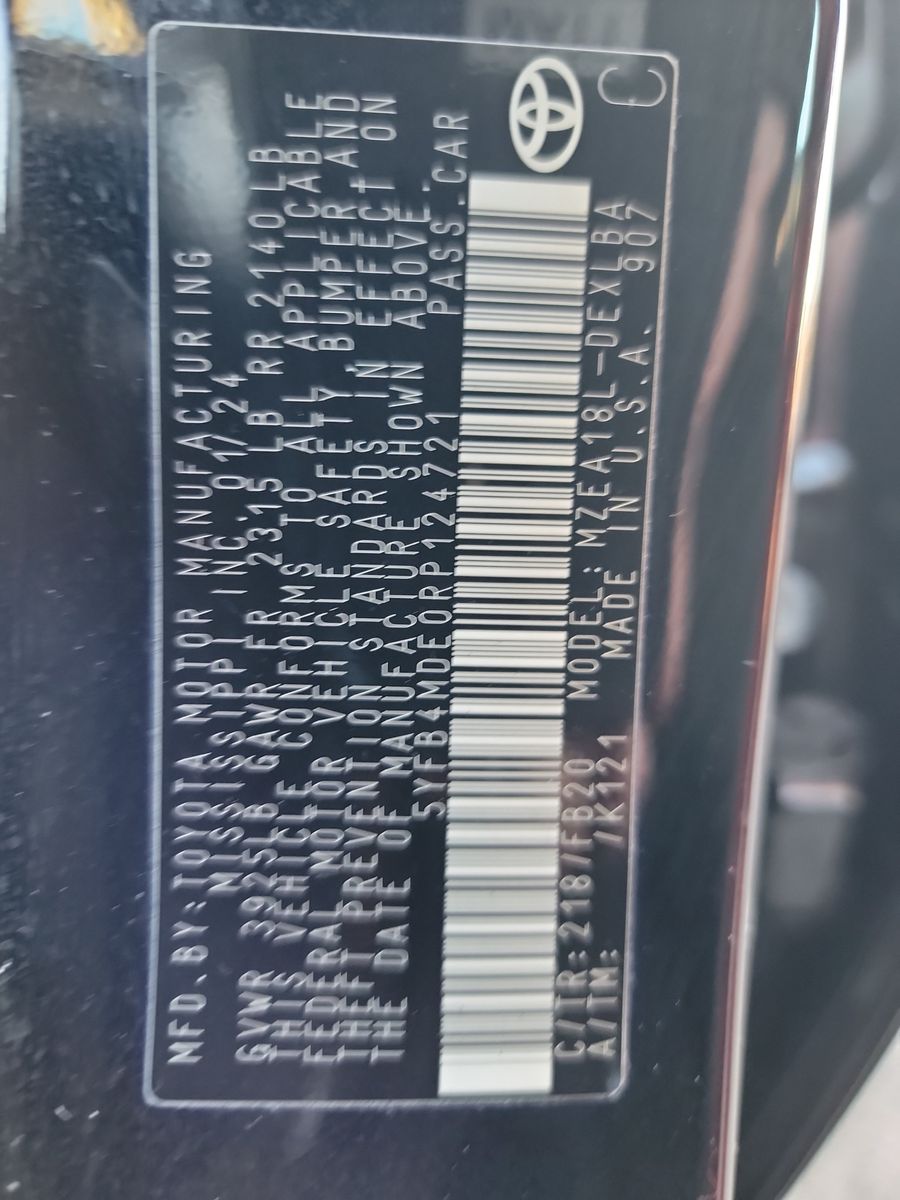 MFD.BY:TOYOTA MOTOR MANUFACTURING
MISSISSIPPI INC 01/24
GVWR 3925LB GAWR FR 2315 LB RR 2140LB
THIS VEHICLE CONFORMS TO ALL APPLICABLE
FEDERAL MOTOR VEHICLE SAFETY BUMPER AND
THEFT PREVENTION STANDARDS IN EFFECT ON
THE DATE OF MANUFACTURE SHOWN ABOVE.
5YFB4MDE0RP124721 PASS.CAR
C/TR:218/FB20 MODEL:MZEA18L-DEXLBA
A/TM: /K121 MADE IN U.S.A. 907
C